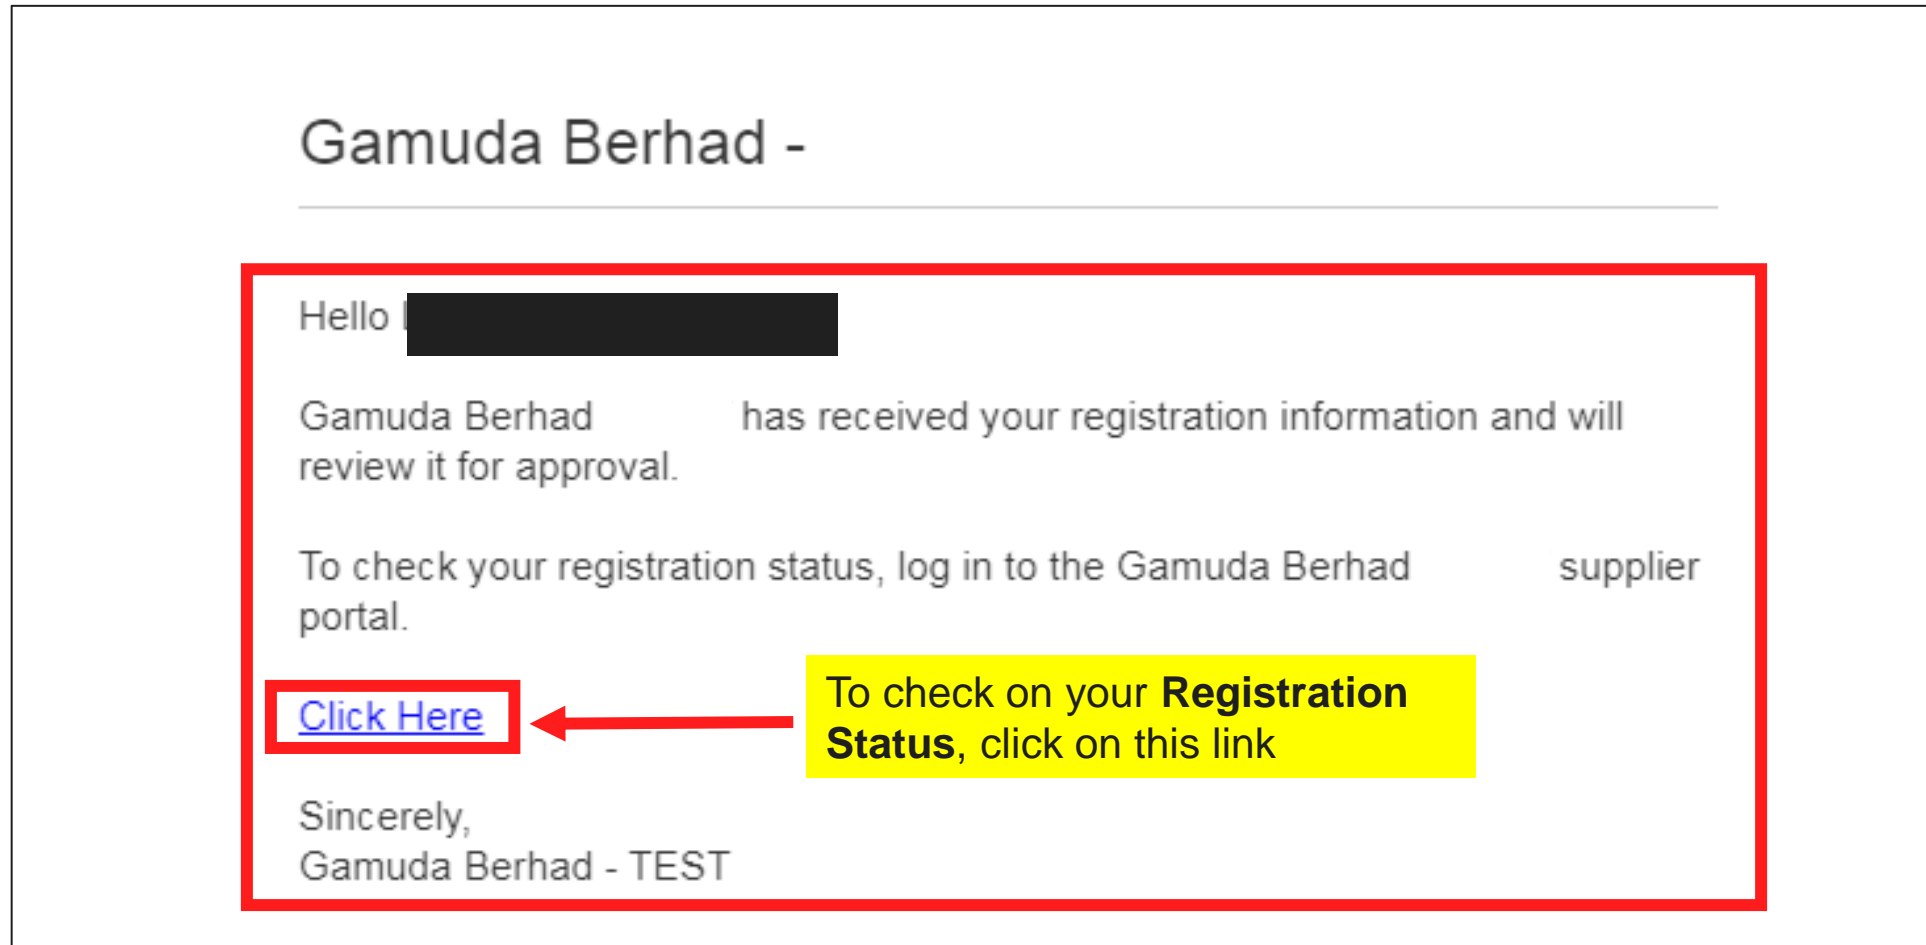 Gamuda Berhad -
Hello
Gamuda Berhad has received your registration information and will
review it for approval.
To check your registration status, log in to the Gamuda Berhad supplier
portal.
Click Here
To check on your Registration
Status, click on this link
Sincerely,
Gamuda Berhad - TEST